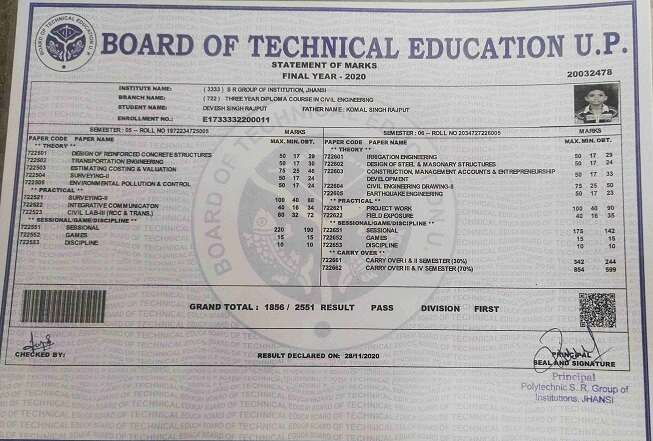 BOARD OF TECHNICAL EDUCATION U.P.
STATEMENT OF MARKS
FINAL YEAR - 2020
20032478
INSTITUTE NAME: ( 3333 ) S R GROUP OF INSTITUTION, JHANSI
BRANCH NAME: ( 722 ) THREE YEAR DIPLOMA COURSE IN CIVIL ENGINEERING
STUDENT NAME: DEVESH SINGH RAJPUT FATHER NAME : KOMAL SINGH RAJPUT
ENROLLMENT NO.: E1733332200011
SEMESTER : 05 -- ROLL NO 1972234725005 MARKS
PAPER CODE PAPER NAME MAX. MIN. OBT.
** THEORY **
722501 DESIGN OF REINFORCED CONCRETE STRUCTURES 50 17 29
722502 TRANSPORTATION ENGINEERING 50 17 30
722503 ESTIMATING COSTING & VALUATION 75 25 46
722504 SURVEYING-II 50 17 24
722505 ENVIRONMENTAL POLLUTION & CONTROL 50 17 24
** PRACTICAL **
722521 SURVEYING-II 100 40 88
722522 INTEGRATIVE COMMUNICATON 40 16 34
722523 CIVIL LAB-III (RCC & TRANS.) 80 32 72
** SESSIONAL/GAME/DISCIPLINE **
722551 SESSIONAL 220 190
722552 GAMES 15 15
722553 DISCIPLINE 10 10
SEMESTER : 06 -- ROLL NO 2034727226005 MARKS
PAPER CODE PAPER NAME MAX. MIN. OBT.
** THEORY **
722601 IRRIGATION ENGINEERING 50 17 29
722602 DESIGN OF STEEL & MASONARY STRUCTURES 50 17 24
722603 CONSTRUCTION, MANAGEMENT ACCOUNTS & ENTREPRENEURSHIP 50 17 33
DEVELOPMENT
722604 CIVIL ENGINEERING DRAWING-II 75 25 50
722605 EARTHQUAKE ENGINEERING 50 17 23
** PRACTICAL **
722621 PROJECT WORK 100 40 90
722622 FIELD EXPOSURE 40 16 35
** SESSIONAL/GAME/DISCIPLINE **
722651 SESSIONAL 175 142
722652 GAMES 15 15
722653 DISCIPLINE 10 10
** CARRY OVER **
722661 CARRY OVER I & II SEMESTER (30%) 542 244
722662 CARRY OVER III & IV SEMESTER (70%) 854 599
GRAND TOTAL : 1856 / 2551 RESULT PASS DIVISION FIRST
CHECKED BY:
RESULT DECLARED ON: 28/11/2020
PRINCIPAL
SEAL AND SIGNATURE
Principal
Polytechnic S. R. Group of
Institutions, JHANSI